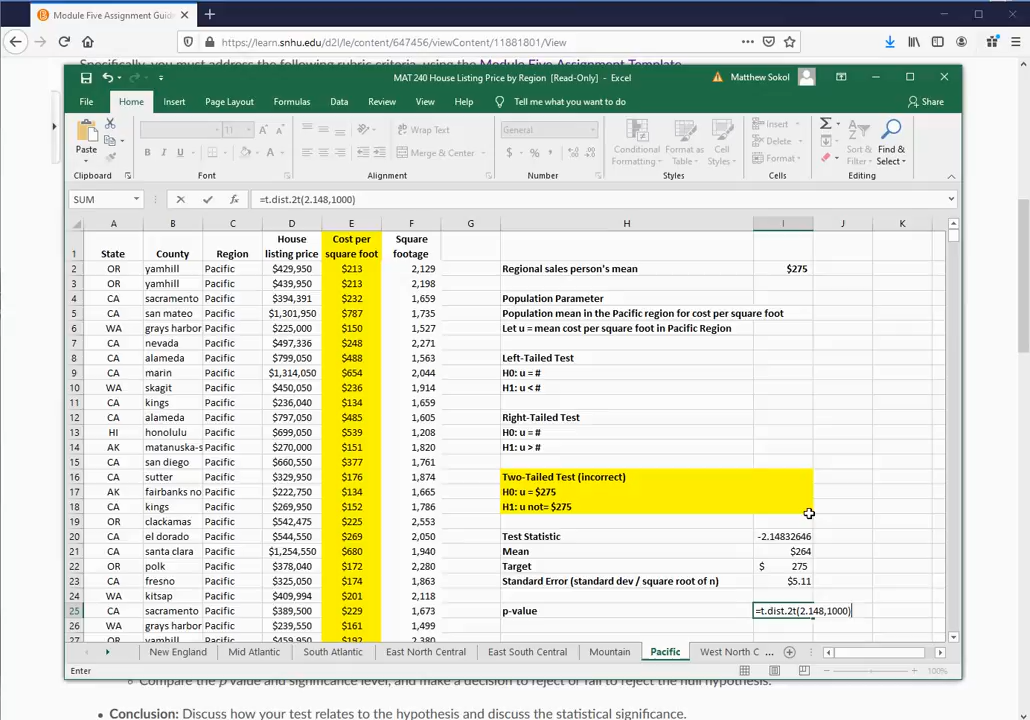 Module Five Assignment Guid
https://learn.snhu.edu/d2l/le/content/647456/viewContent/11881801/View
Specifically, you must address the following rubric criteria, using the Module Five Assignment Template.
MAT 240 House Listing Price by Region [Read-Only] - Excel
Matthew Sokol
File Home Insert Page Layout Formulas Data Review View Help Tell me what you want to do Share
Paste
11
Wrap Text
General
Insert
Merge & Center
Conditional Formatting
Format as Table
Cell Styles
Delete
Format
Sort & Filter
Find & Select
Clipboard Font Alignment Number Styles Cells Editing
SUM =t.dist.2t(2.148,1000)
A B C D E F G H I J K
House Cost per Square
1 State County Region listing price square foot footage
2 OR yamhill Pacific $429,950 $213 2,129 Regional sales person's mean $275
3 OR yamhill Pacific $439,950 $213 2,198
4 CA sacramento Pacific $394,391 $232 1,659 Population Parameter
5 CA san mateo Pacific $1,301,950 $787 1,735 Population mean in the Pacific region for cost per square foot
6 WA grays harbor Pacific $225,000 $150 1,527 Let u = mean cost per square foot in Pacific Region
7 CA nevada Pacific $497,336 $248 2,271
8 CA alameda Pacific $799,050 $488 1,563 Left-Tailed Test
9 CA marin Pacific $1,314,050 $654 2,044 H0: u = #
10 WA skagit Pacific $450,050 $236 1,914 H1: u < #
11 CA kings Pacific $236,040 $134 1,659
12 CA alameda Pacific $797,050 $485 1,605 Right-Tailed Test
13 HI honolulu Pacific $699,050 $539 1,208 H0: u = #
14 AK matanuska-s Pacific $270,000 $151 1,820 H1: u > #
15 CA san diego Pacific $660,550 $377 1,761
16 CA sutter Pacific $329,950 $176 1,874 Two-Tailed Test (incorrect)
17 AK fairbanks no Pacific $222,750 $134 1,665 H0: u = $275
18 CA kings Pacific $269,950 $152 1,786 H1: u not= $275
19 OR clackamas Pacific $542,475 $225 2,553
20 CA el dorado Pacific $544,550 $269 2,050 Test Statistic -2.14832646
21 CA santa clara Pacific $1,254,550 $680 1,940 Mean $264
22 OR polk Pacific $378,040 $172 2,280 Target $ 275
23 CA fresno Pacific $325,050 $174 1,863 Standard Error (standard dev / square root of n) $5.11
24 WA kitsap Pacific $409,994 $201 2,118
25 CA sacramento Pacific $389,500 $229 1,673 p-value =t.dist.2t(2.148,1000)
26 WA grays harbor Pacific $239,550 $161 1,499
27 OR yamhill Pacific $459,950 $193 2,380
New England Mid Atlantic South Atlantic East North Central East South Central Mountain Pacific West North C ...
Enter 100%
Compare the p value and significance level, and make a decision to reject or fail to reject the null hypothesis.
• Conclusion: Discuss how your test relates to the hypothesis and discuss the statistical significance.